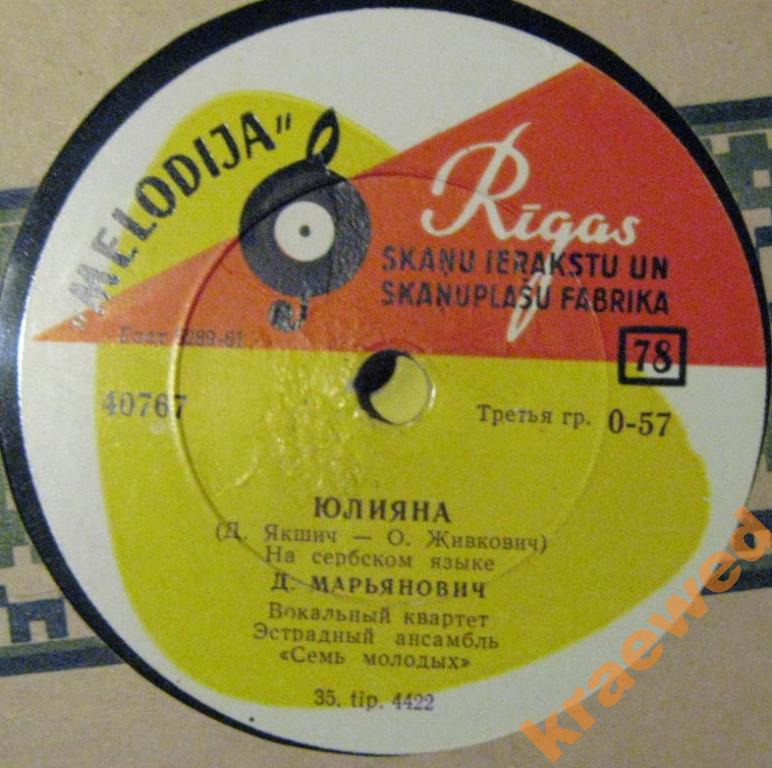 "MELODIJA"
Rīgas
SKAŅU IERAKSTU UN
SKAŅUPLAŠU FABRIKA
78
40767
Третья гр. 0-57
ЮЛИЯНА
(Д. Якшич — О. Живкович)
На сербском языке
Д. МАРЬЯНОВИЧ
Вокальный квартет
Эстрадный ансамбль
«Семь молодых»
35. tip. 4422
kraewed